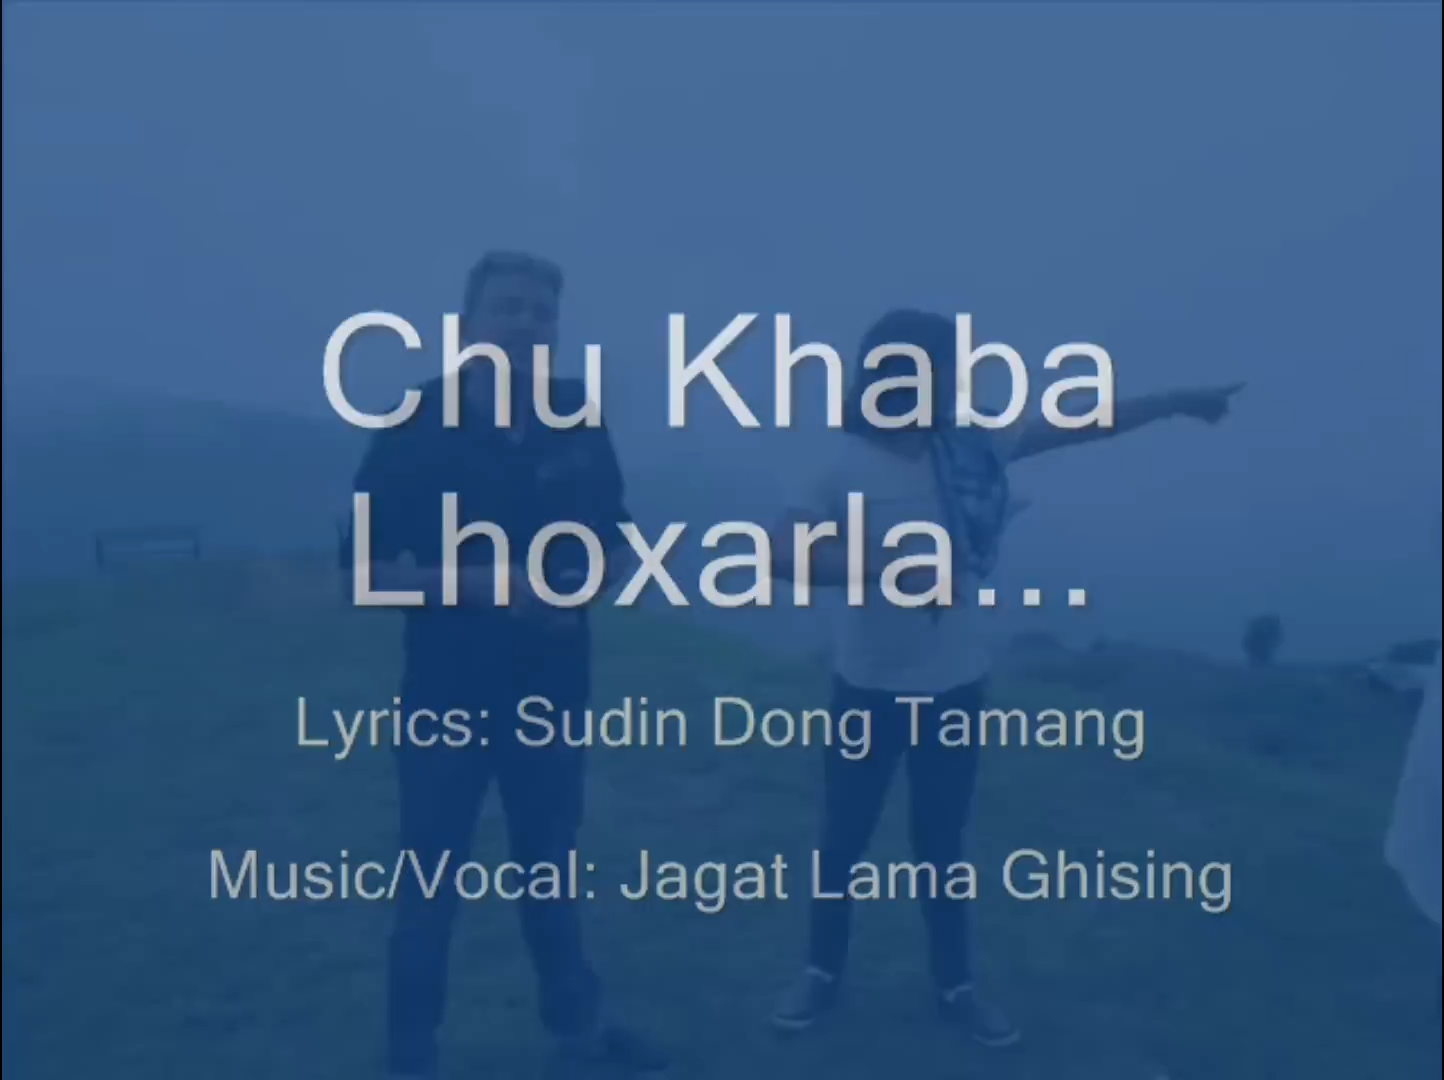 Chu Khaba
Lhoxarla...
Lyrics: Sudin Dong Tamang
Music/Vocal: Jagat Lama Ghising